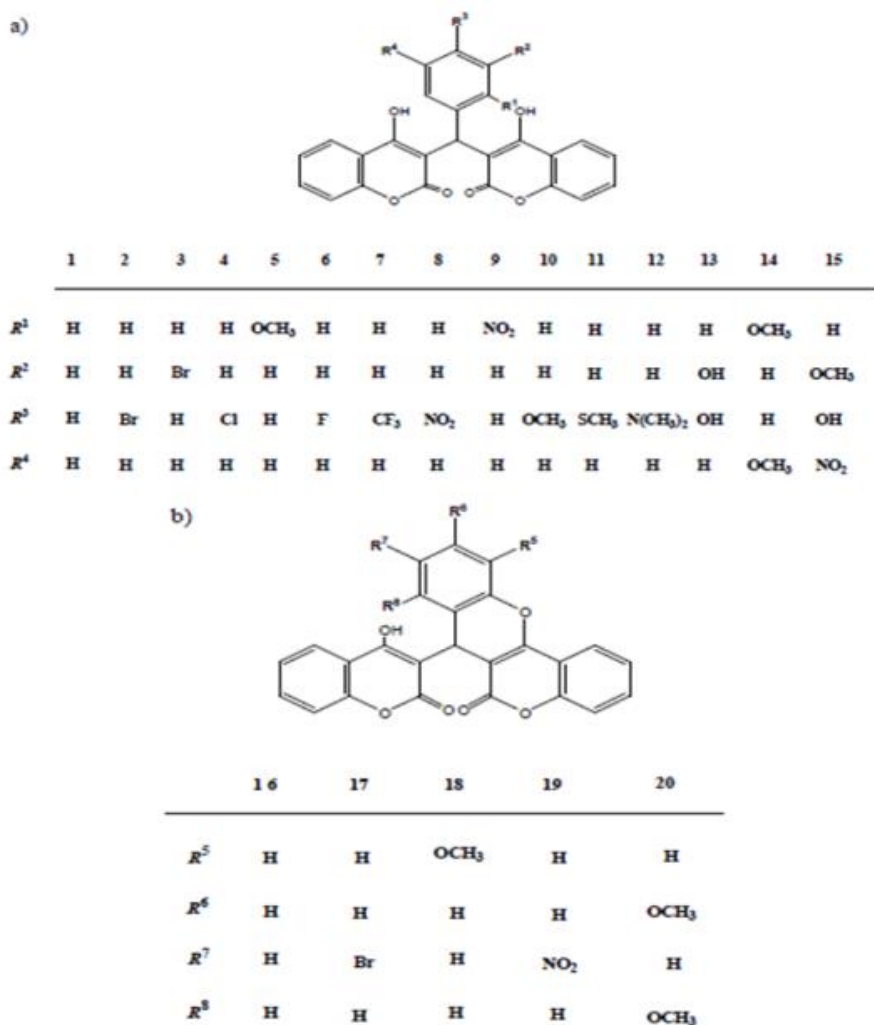 a)
R³
R⁴ R²
R¹
OH OH
O O
O O
1 2 3 4 5 6 7 8 9 10 11 12 13 14 15
R¹ H H H H OCH₃ H H H NO₂ H H H H OCH₃ H
R² H H Br H H H H H H H H H OH H OCH₃
R³ H Br H Cl H F CF₃ NO₂ H OCH₃ SCH₃ N(CH₃)₂ OH H OH
R⁴ H H H H H H H H H H H H H OCH₃ NO₂
b)
R⁶
R⁷ R⁵
R⁸
OH O
O O
O O
1 6 17 18 19 20
R⁵ H H OCH₃ H H
R⁶ H H H H OCH₃
R⁷ H Br H NO₂ H
R⁸ H H H H OCH₃